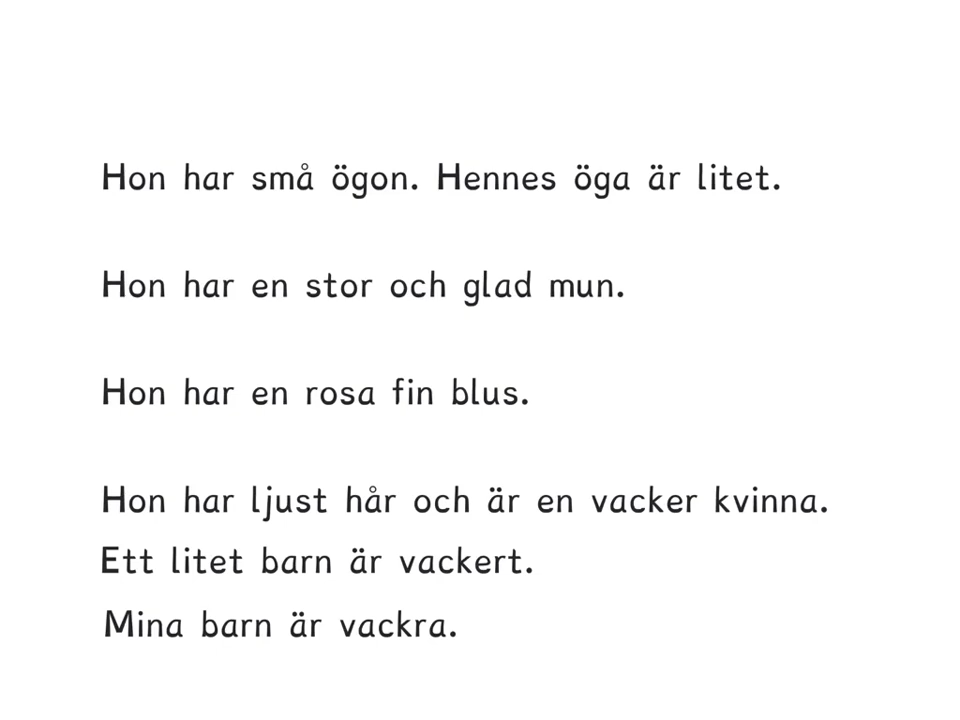 Hon har små ögon. Hennes öga är litet.
Hon har en stor och glad mun.
Hon har en rosa fin blus.
Hon har ljust hår och är en vacker kvinna.
Ett litet barn är vackert.
Mina barn är vackra.